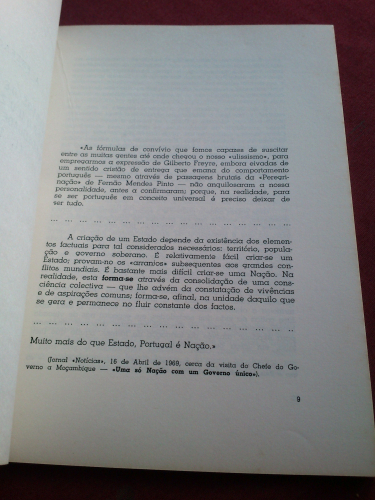 «As fórmulas de convívio que fomos capazes de suscitar
entre as muitas gentes até onde chegou o nosso «ulissismo», para
empregarmos a expressão de Gilberto Freyre, embora eivadas de
um sentido cristão de entrega que emana do comportamento
português — mesmo através de passagens brutais da «Peregri-
nação» de Fernão Mendes Pinto — não anquilosaram a nossa
personalidade, antes a confirmaram; porque, na realidade, para
se ser português em conceito universal é preciso deixar de
ser tudo.
... ... ... ... ... ... ... ... ... ... ... ... ... ... ... ... ...
A criação de um Estado depende da existência dos elemen-
tos factuais para tal considerados necessários: território, popula-
ção e governo soberano. É relativamente fácil criar-se um
Estado; provam-no os «arranjos» subsequentes aos grandes con-
flitos mundiais. É bastante mais difícil criar-se uma Nação. Na
realidade, esta forma-se através da consolidação de uma cons-
ciência colectiva — que lhe advém da constatação de vivências
e de aspirações comuns; forma-se, afinal, na unidade daquilo que
se gera e permanece no fluir constante dos factos.
... ... ... ... ... ... ... ... ... ... ... ... ... ... ... ... ...
Muito mais do que Estado, Portugal é Nação.»
(Jornal «Notícias», 16 de Abril de 1969, cerca da visita do Chefe do Go-
verno a Moçambique — «Uma só Nação com um Governo único»).
9